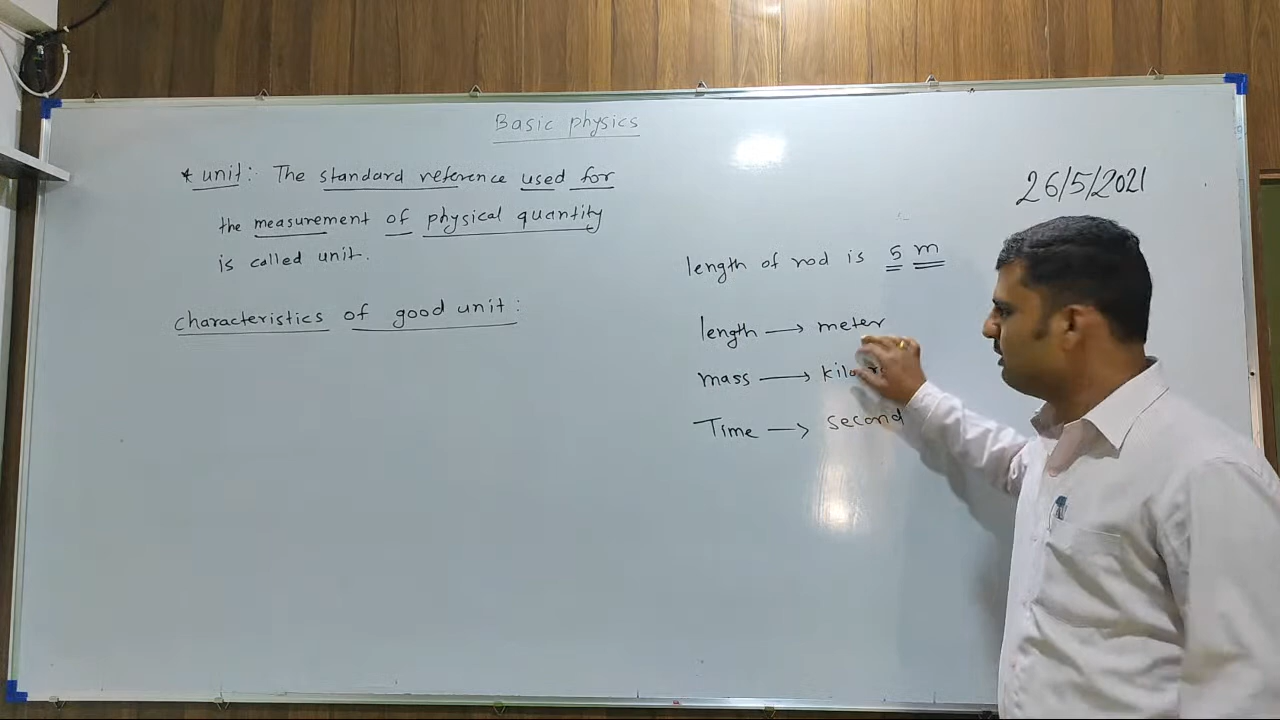 Basic physics
* unit: The standard reference used for
the measurement of physical quantity
is called unit.
characteristics of good unit:
26/5/2021
length of rod is 5 m
length → meter
mass →
Time → second